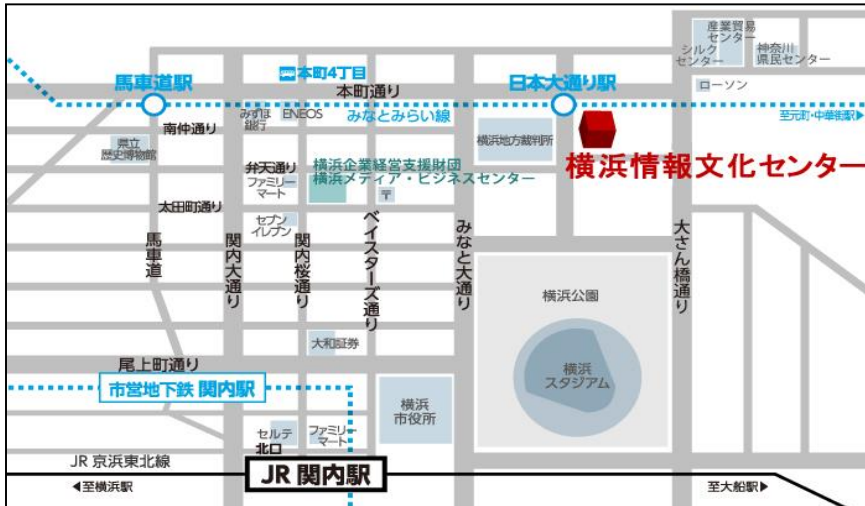 産業貿易
センター
シルク
センター
神奈川
県民センター
ローソン
馬車道駅
本町4丁目
本町通り
日本大通り駅
みなとみらい線
至元町・中華街駅▶
南仲通り
みずほ
銀行
ENEOS
県立
歴史博物館
横浜地方裁判所
横浜情報文化センター
弁天通り
ファミリー
マート
横浜企業経営支援財団
横浜メディア・ビジネスセンター
〒
太田町通り
セブン
イレブン
馬車道
関内大通り
関内桜通り
ベイスターズ通り
みなと大通り
大さん橋通り
横浜公園
横浜
スタジアム
大和証券
尾上町通り
市営地下鉄 関内駅
横浜
市役所
セルテ
北口
ファミリー
マート
JR 京浜東北線
JR 関内駅
◀至横浜駅
至大船駅▶